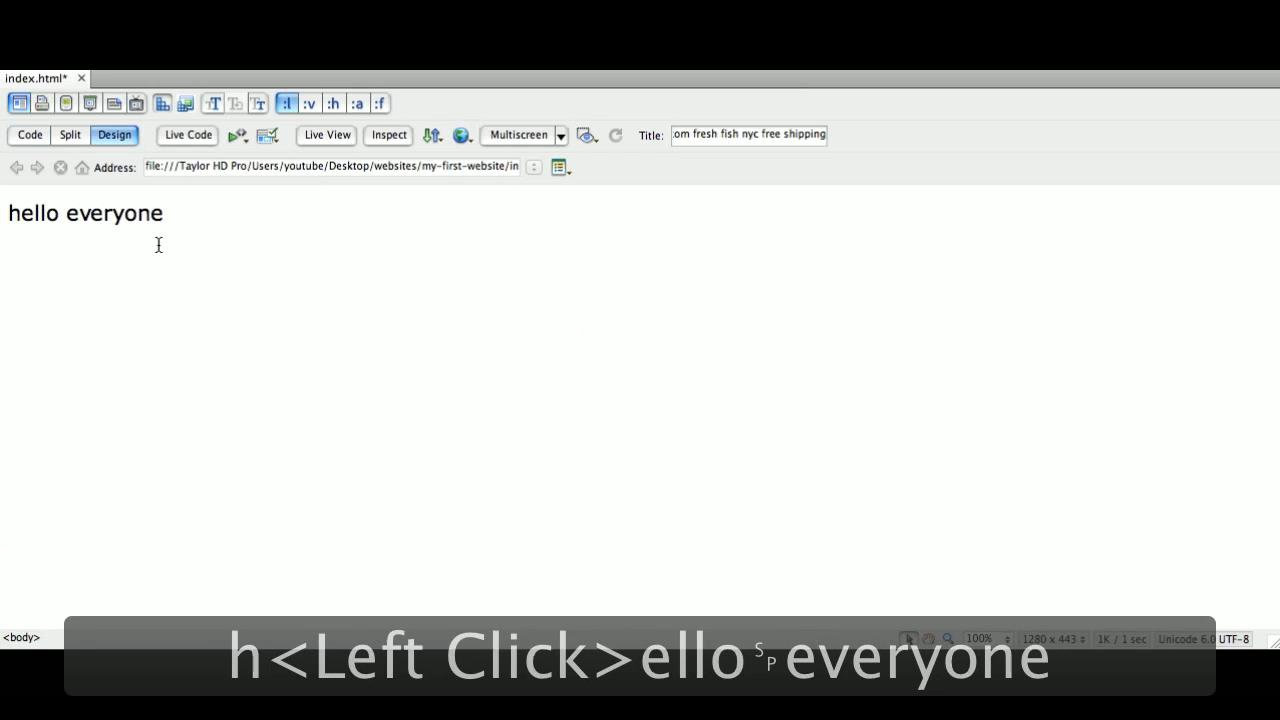 index.html*
:l :v :h :a :f
Code Split Design Live Code Live View Inspect Multiscreen Title: :om fresh fish nyc free shipping
Address: file:///Taylor HD Pro/Users/youtube/Desktop/websites/my-first-website/in
hello everyone
<body> 100% 1280 x 443 1K / 1 sec Unicode 6.0 UTF-8
h<Left Click>ello SP everyone